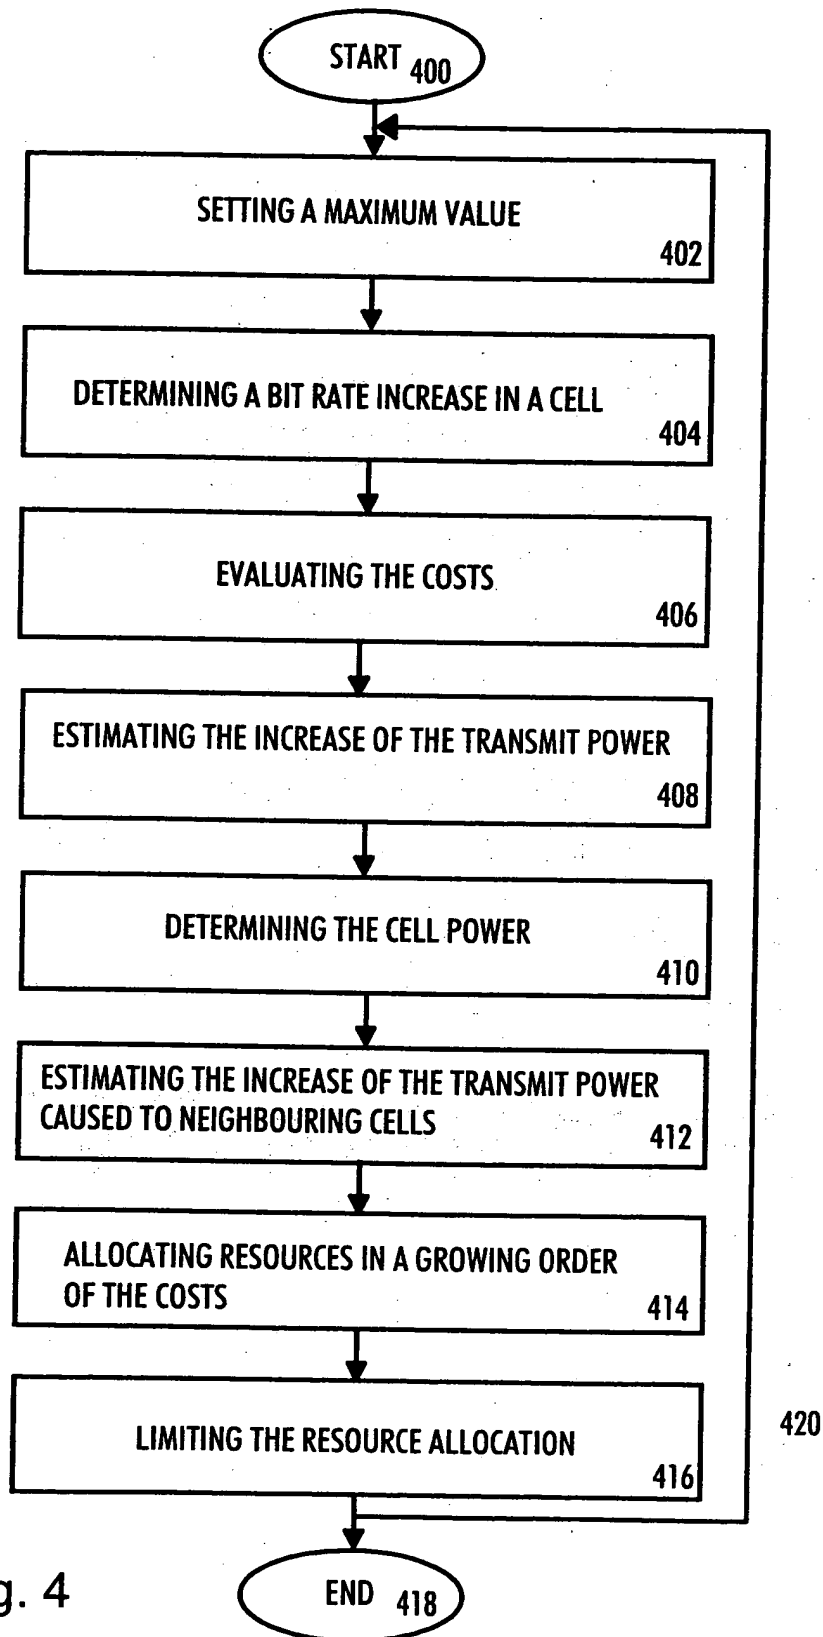 START 400
SETTING A MAXIMUM VALUE
402
DETERMINING A BIT RATE INCREASE IN A CELL
404
EVALUATING THE COSTS
406
ESTIMATING THE INCREASE OF THE TRANSMIT POWER
408
DETERMINING THE CELL POWER
410
ESTIMATING THE INCREASE OF THE TRANSMIT POWER
CAUSED TO NEIGHBOURING CELLS
412
ALLOCATING RESOURCES IN A GROWING ORDER
OF THE COSTS
414
420
LIMITING THE RESOURCE ALLOCATION
416
END 418
g. 4